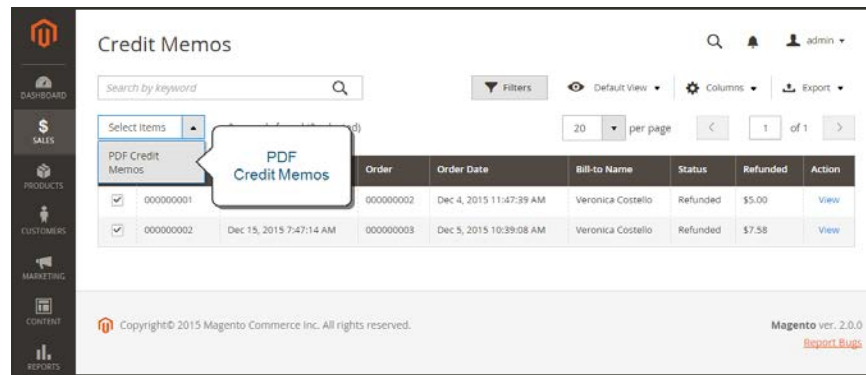 Credit Memos
admin
DASHBOARD
Search by keyword
Filters
Default View
Columns
Export
$
SALES
Select Items
20
per page
1
of 1
PDF Credit
Memos
PDF
Credit Memos
Order
Order Date
Bill-to Name
Status
Refunded
Action
PRODUCTS
000000001
000000002
Dec 4, 2015 11:47:39 AM
Veronica Costello
Refunded
$5.00
View
CUSTOMERS
000000002
Dec 15, 2015 7:47:14 AM
000000003
Dec 5, 2015 10:39:08 AM
Veronica Costello
Refunded
$7.58
View
MARKETING
CONTENT
Copyright© 2015 Magento Commerce Inc. All rights reserved.
Magento ver. 2.0.0
Report Bugs
REPORTS